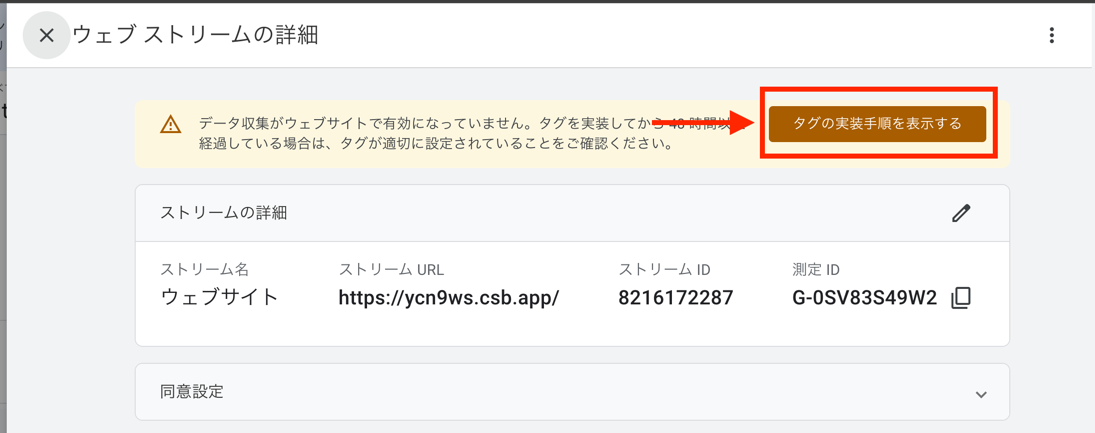 ウェブ ストリームの詳細
データ収集がウェブサイトで有効になっていません。タグを実装してから 48 時間以
経過している場合は、タグが適切に設定されていることをご確認ください。
タグの実装手順を表示する
ストリームの詳細
ストリーム名 ストリーム URL ストリーム ID 測定 ID
ウェブサイト https://ycn9ws.csb.app/ 8216172287 G-0SV83S49W2
同意設定